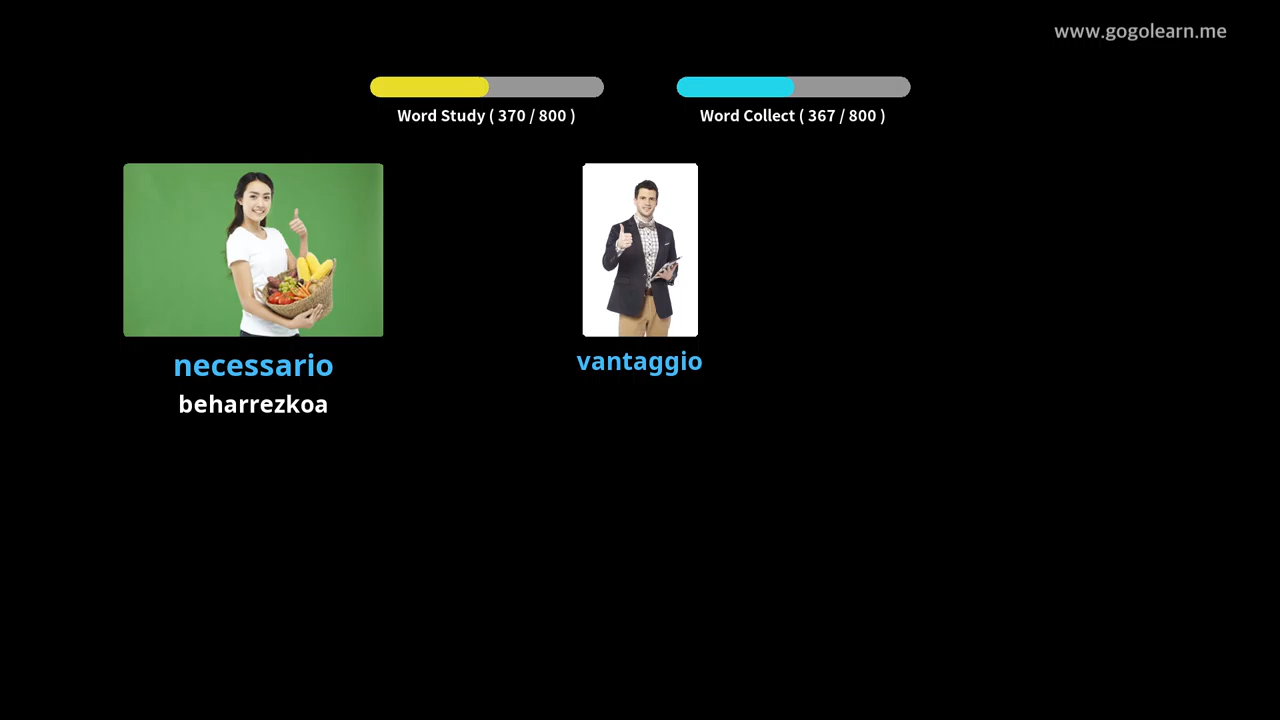 www.gogolearn.me
Word Study ( 370 / 800 )
Word Collect ( 367 / 800 )
necessario
beharrezkoa
vantaggio